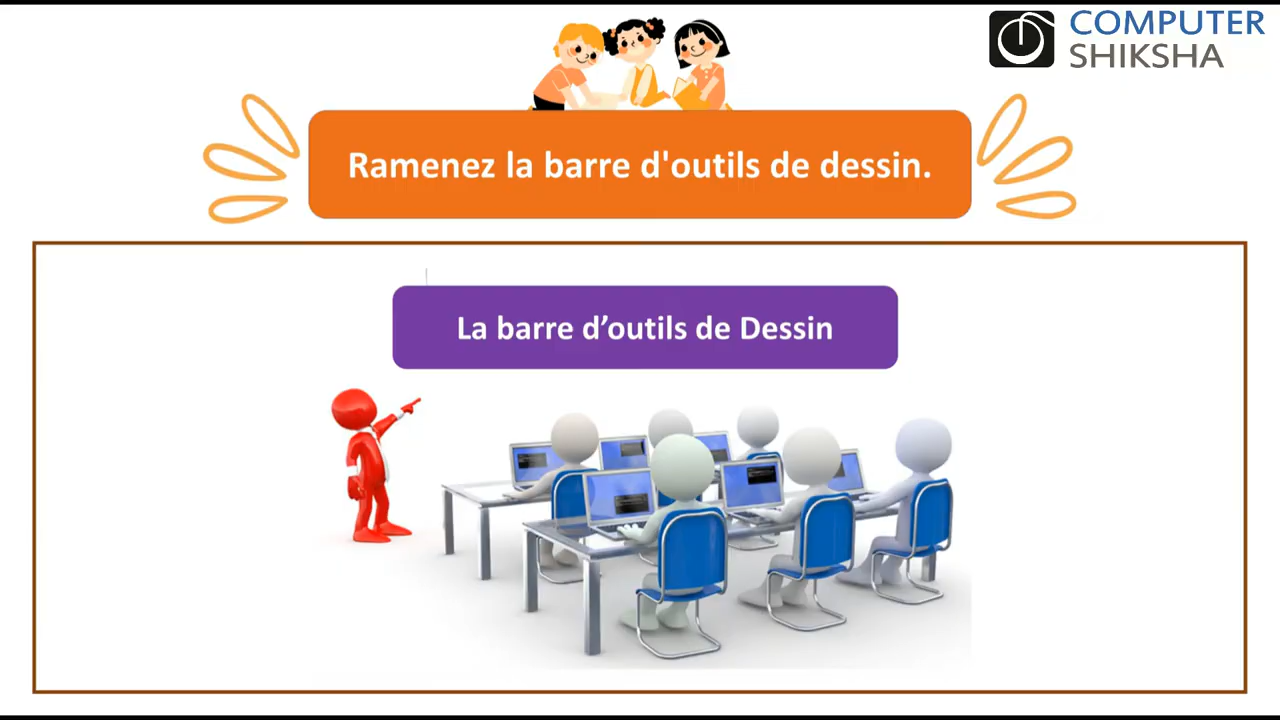 COMPUTER
SHIKSHA
Ramenez la barre d'outils de dessin.
La barre d’outils de Dessin